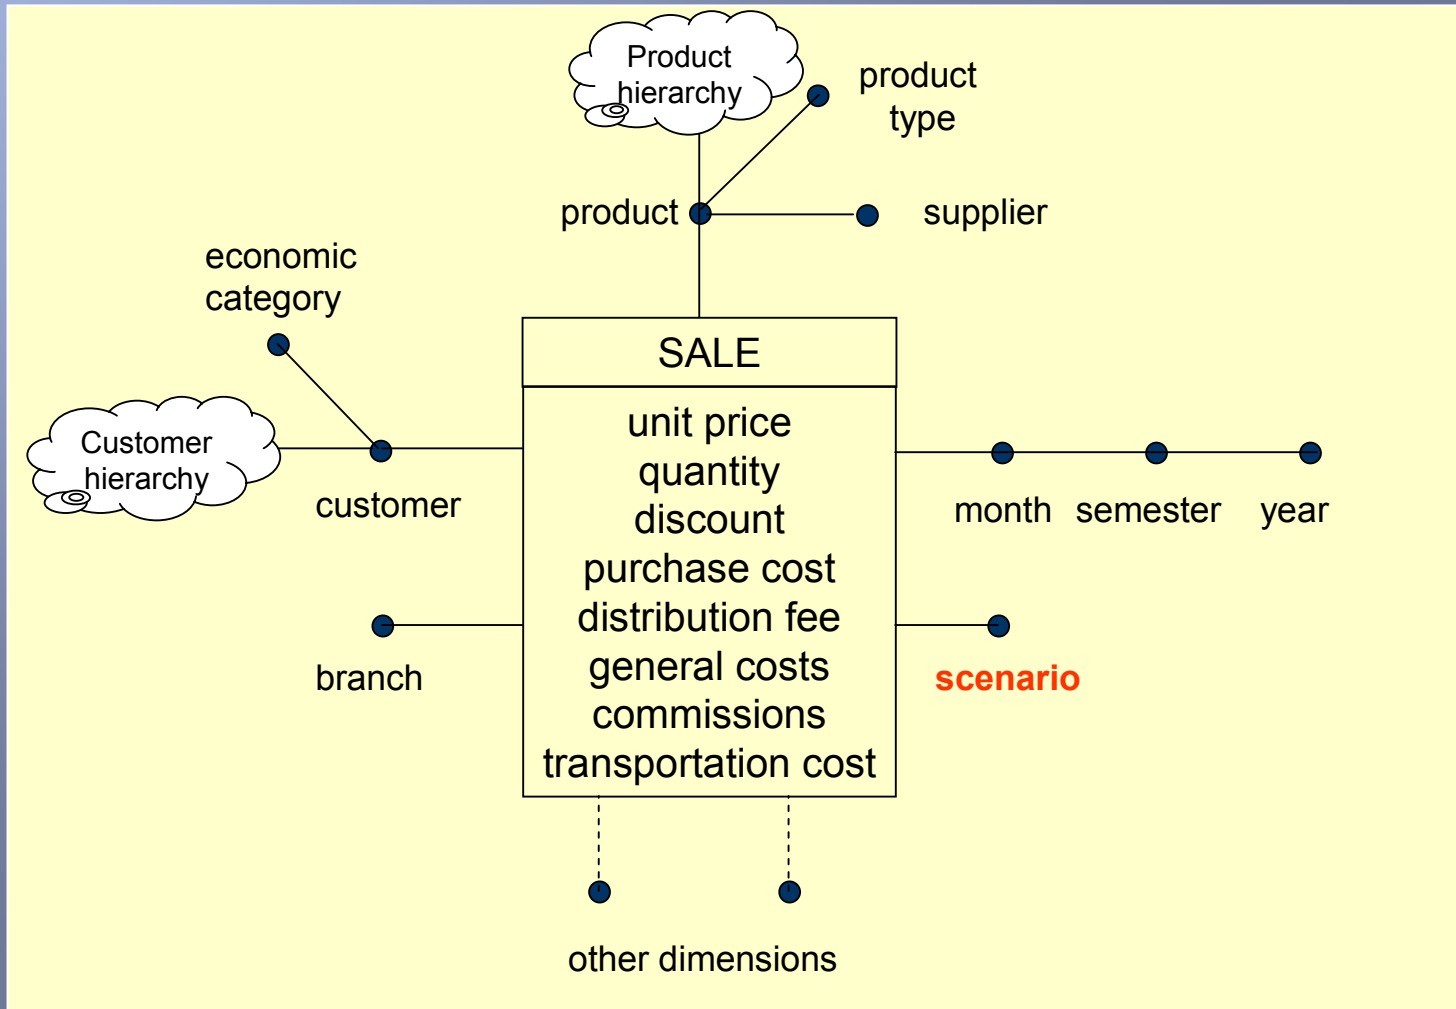 Product
hierarchy
product
type
product
supplier
economic
category
SALE
unit price
quantity
discount
purchase cost
distribution fee
general costs
commissions
transportation cost
Customer
hierarchy
customer
month
semester
year
branch
scenario
other dimensions